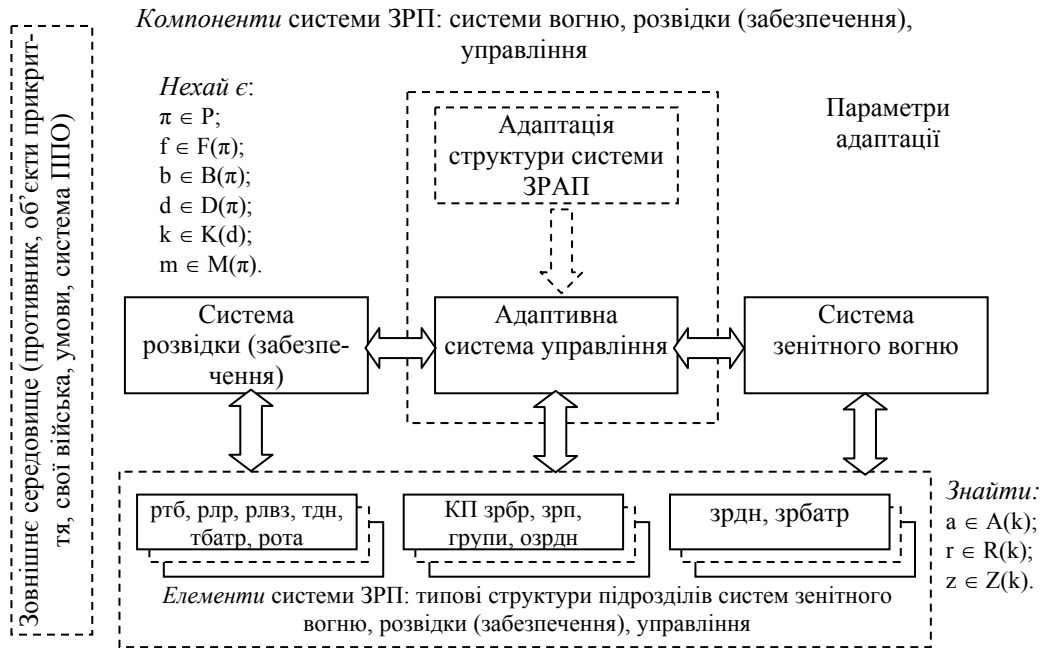 Компоненти системи ЗРП: системи вогню, розвідки (забезпечення),
управління
Зовнішнє середовище (противник, об’єкти прикрит-
тя, свої війська, умови, система ППО)
Нехай є:
π ∈ P;
f ∈ F(π);
b ∈ B(π);
d ∈ D(π);
k ∈ K(d);
m ∈ M(π).
Адаптація
структури системи
ЗРАП
Параметри
адаптації
Система
розвідки (забезпе-
чення)
Адаптивна
система управління
Система
зенітного вогню
ртб, рлр, рлвз, тдн,
тбатр, рота
КП зрбр, зрп,
групи, озрдн
зрдн, зрбатр
Елементи системи ЗРП: типові структури підрозділів систем зенітного
вогню, розвідки (забезпечення), управління
Знайти:
a ∈ A(k);
r ∈ R(k);
z ∈ Z(k).